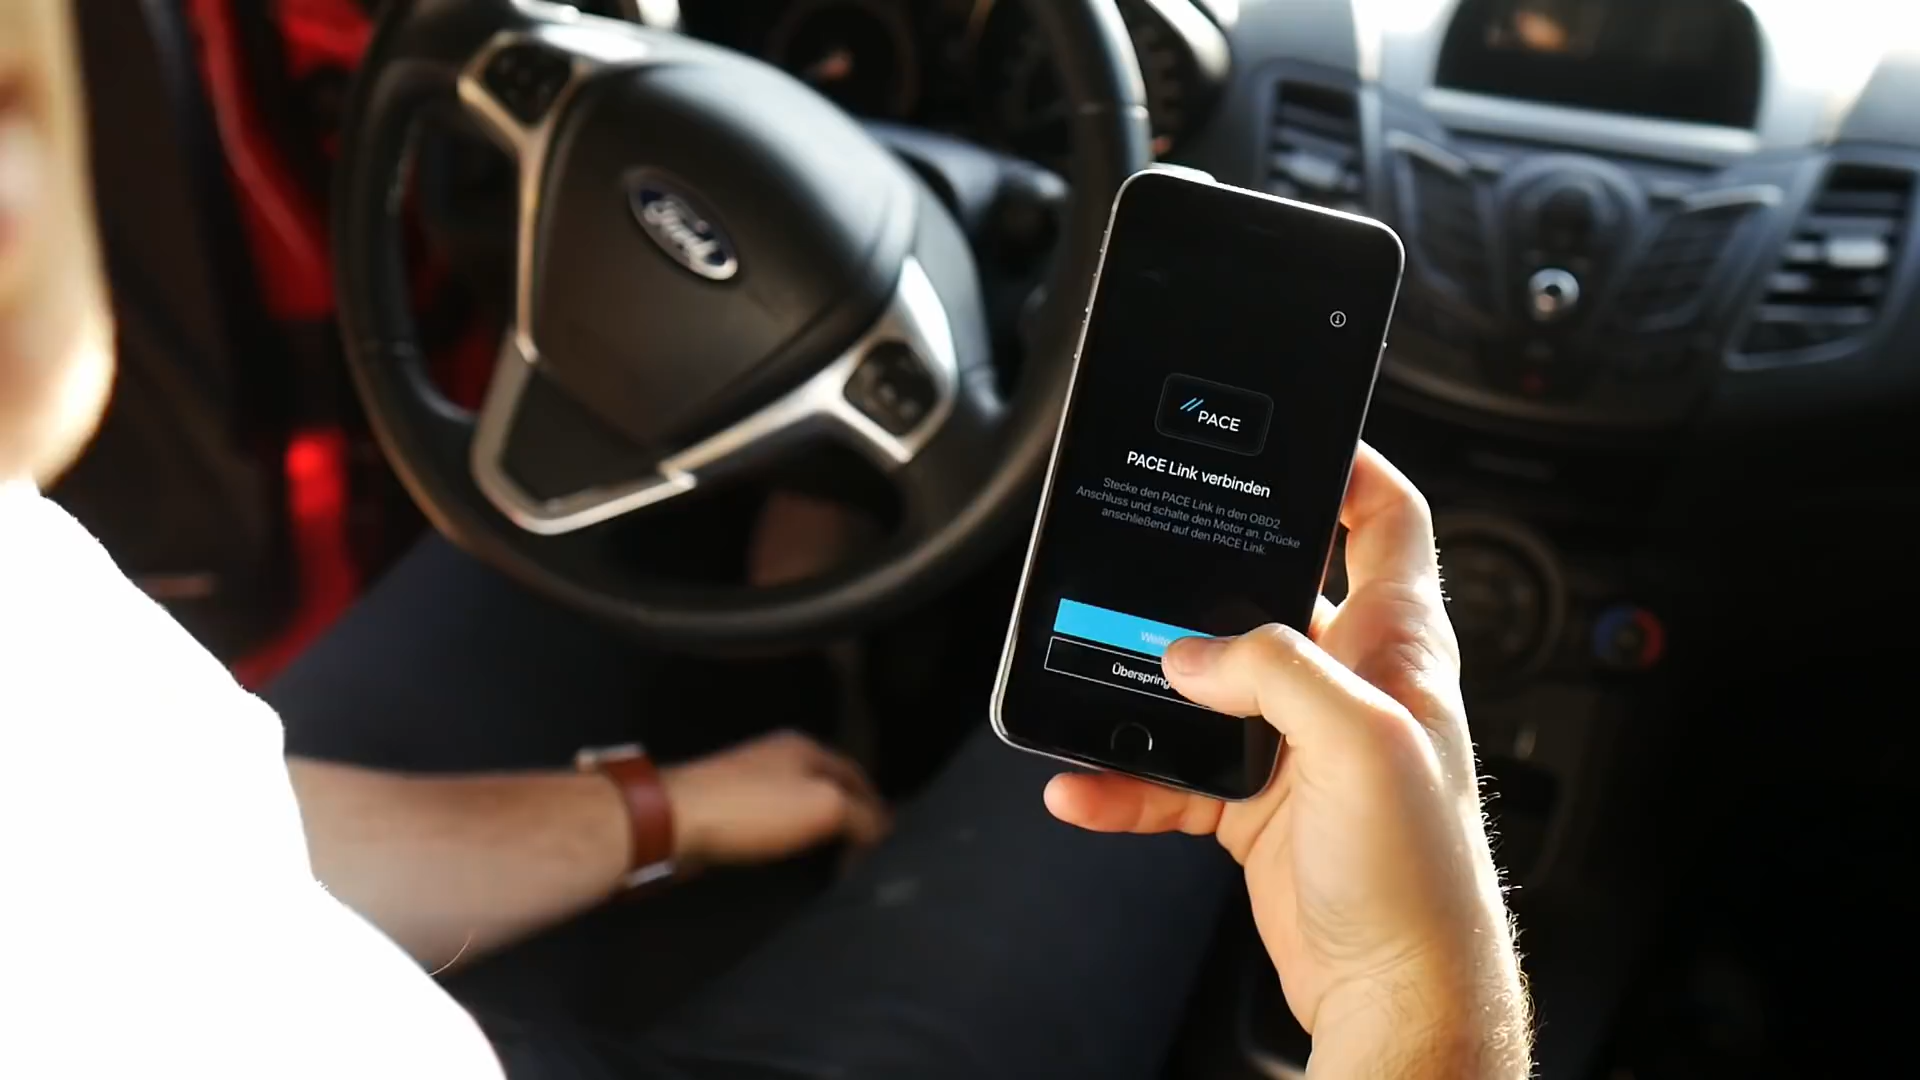 Ford
PACE
PACE Link verbinden
Stecke den PACE Link in den OBD2
Anschluss und schalte den Motor an. Drücke
anschließend auf den PACE Link.